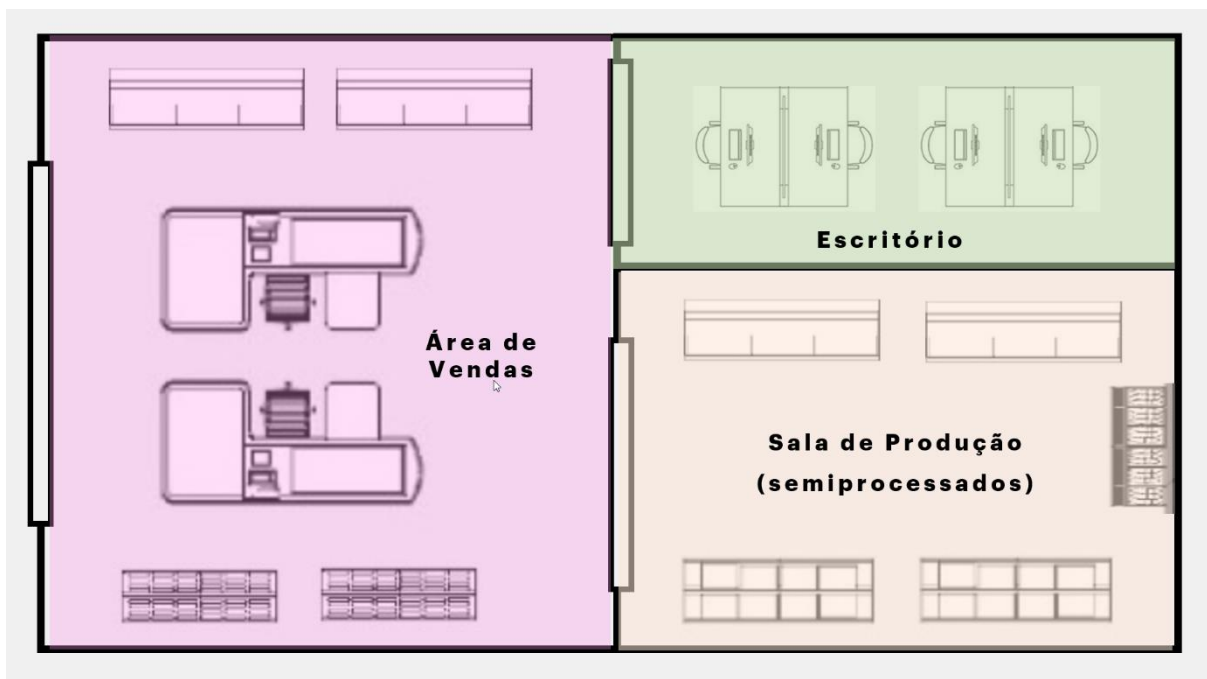 Escritório
Área de
Vendas
Sala de Produção
(semiprocessados)